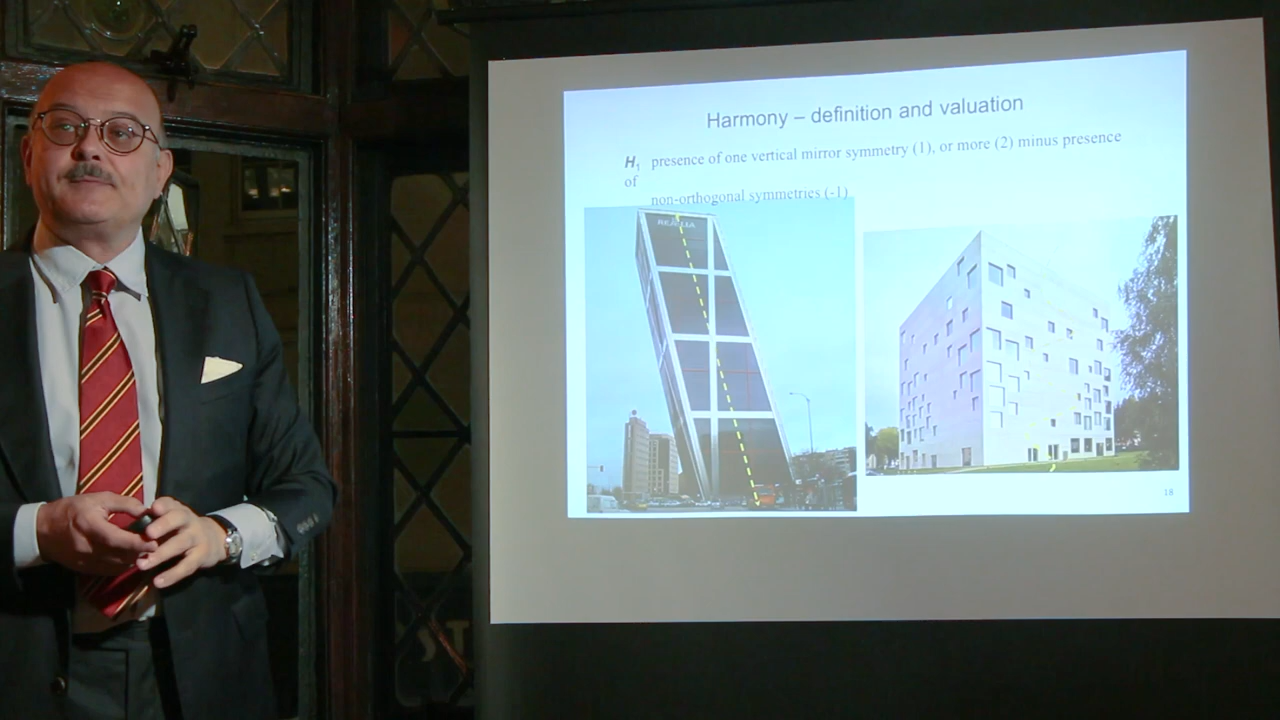 Harmony – definition and valuation
H1 presence of one vertical mirror symmetry (1), or more (2) minus presence
of
non-orthogonal symmetries (-1)
REALIA
18